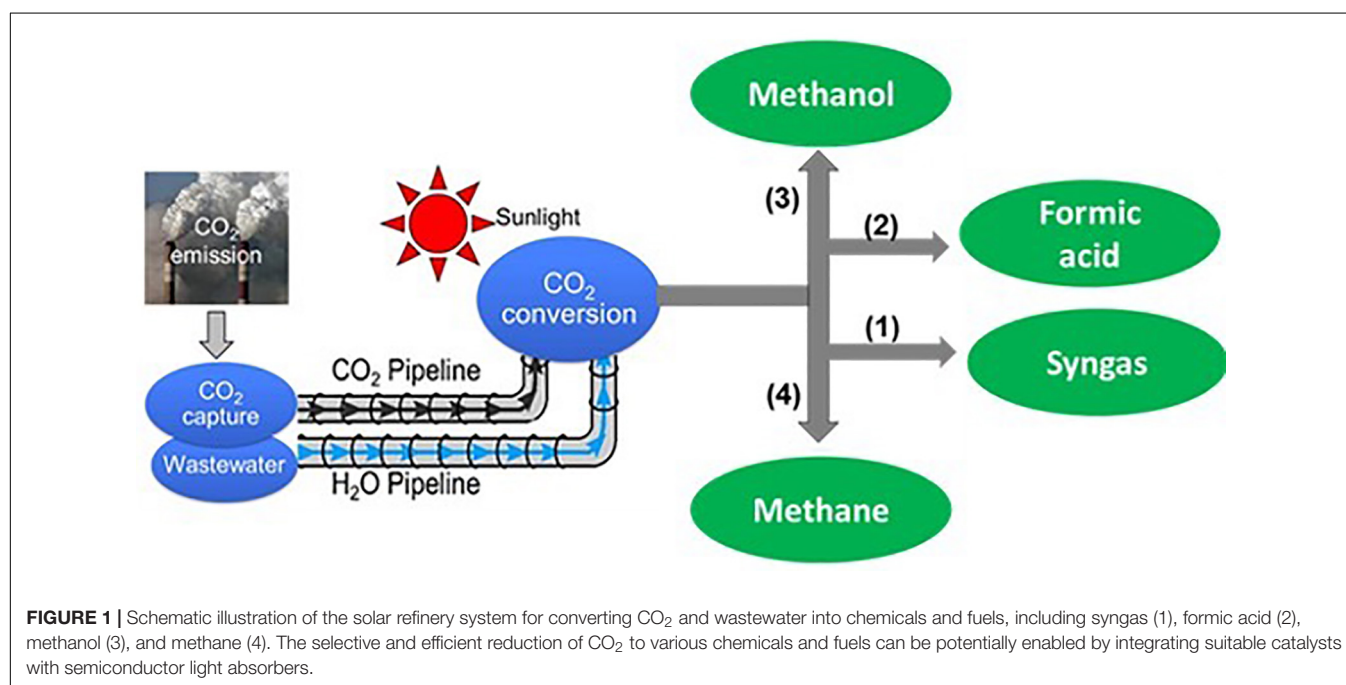 Methanol
(3)
(2)
Formic
acid
CO₂
emission
Sunlight
CO₂
conversion
(1)
Syngas
CO₂
capture
CO₂ Pipeline
(4)
Wastewater
H₂O Pipeline
Methane
FIGURE 1 | Schematic illustration of the solar refinery system for converting CO₂ and wastewater into chemicals and fuels, including syngas (1), formic acid (2),
methanol (3), and methane (4). The selective and efficient reduction of CO₂ to various chemicals and fuels can be potentially enabled by integrating suitable catalysts
with semiconductor light absorbers.